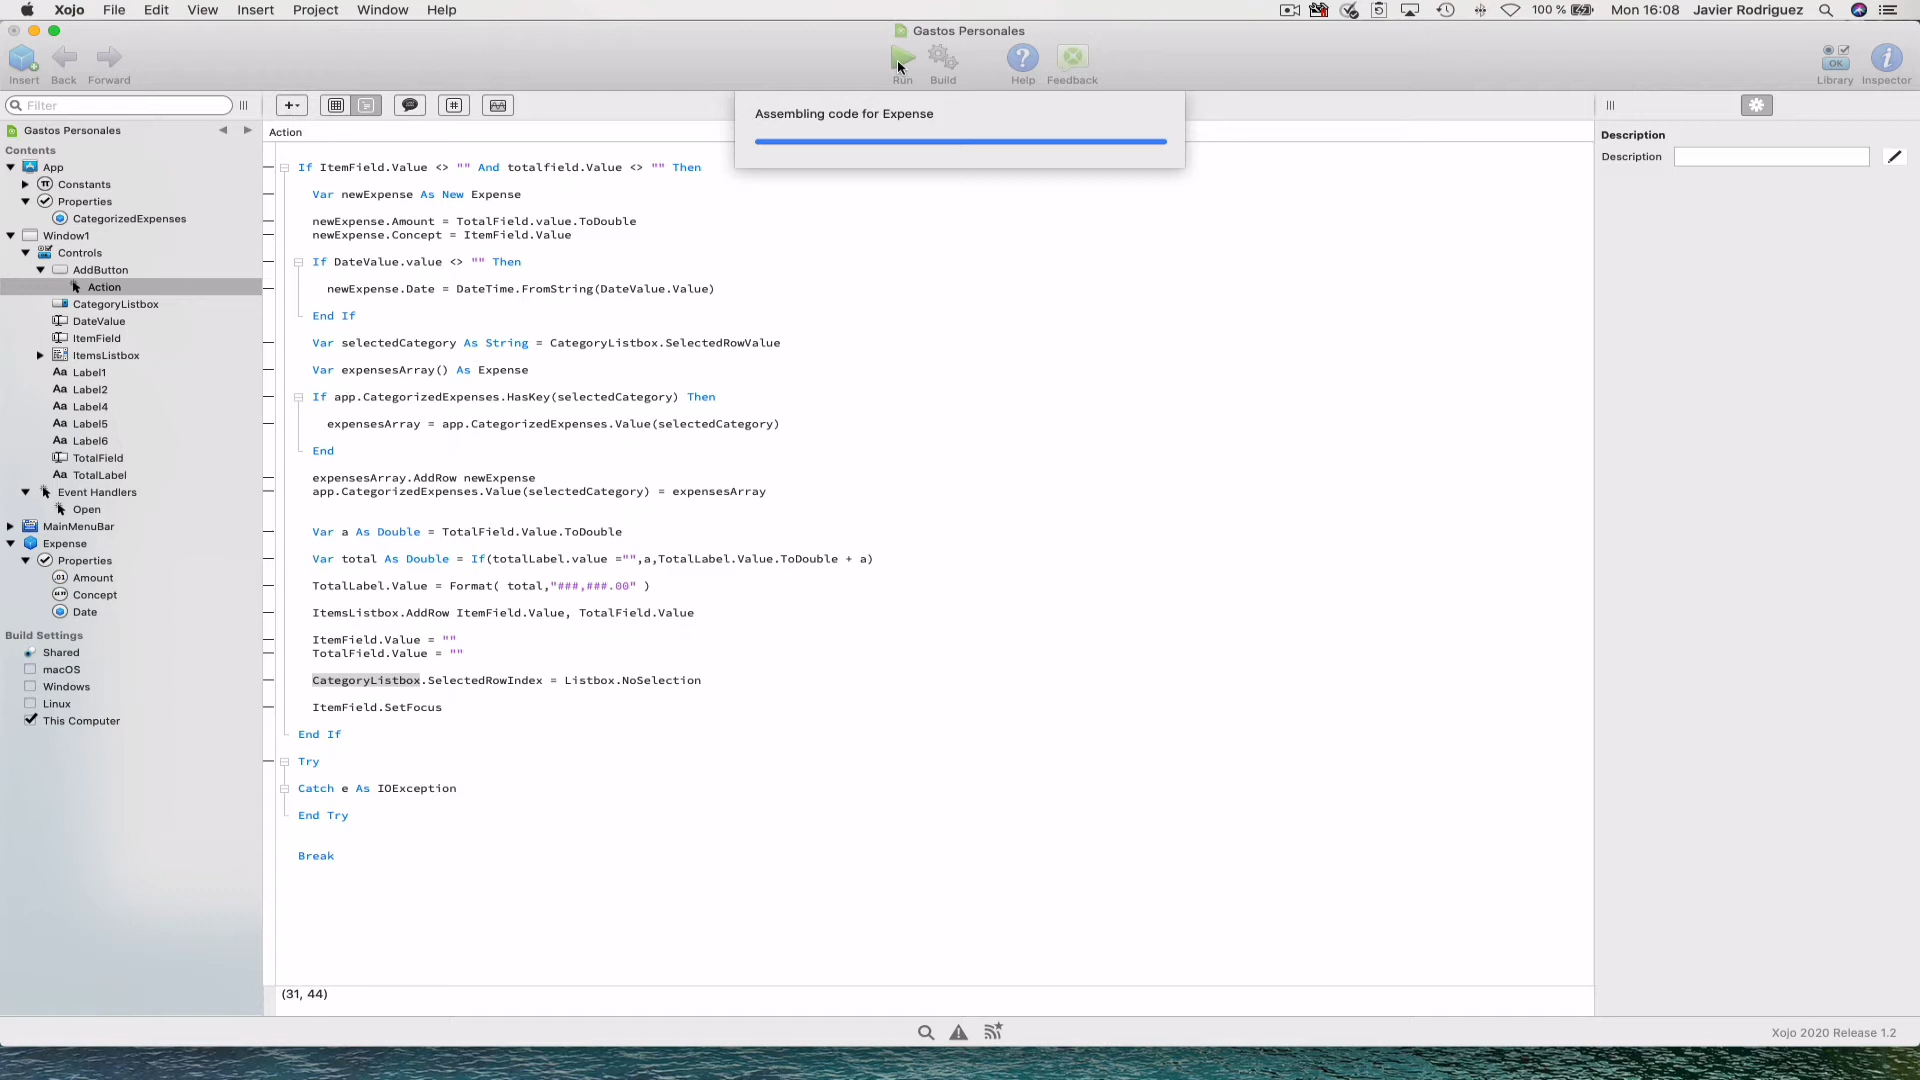 Xojo File Edit View Insert Project Window Help 100 % Mon 16:08 Javier Rodriguez
Gastos Personales
Insert Back Forward Run Build Help Feedback OK Library Inspector
Filter
Gastos Personales
Contents
App
Constants
Properties
CategorizedExpenses
Window1
Controls
AddButton
Action
CategoryListbox
DateValue
ItemField
ItemsListbox
Aa Label1
Aa Label2
Aa Label4
Aa Label5
Aa Label6
TotalField
Aa TotalLabel
Event Handlers
Open
MainMenuBar
Expense
Properties
Amount
Concept
Date
Build Settings
Shared
macOS
Windows
Linux
This Computer
Action
Assembling code for Expense
If ItemField.Value <> "" And totalfield.Value <> "" Then
Var newExpense As New Expense
newExpense.Amount = TotalField.value.ToDouble
newExpense.Concept = ItemField.Value
If DateValue.value <> "" Then
newExpense.Date = DateTime.FromString(DateValue.Value)
End If
Var selectedCategory As String = CategoryListbox.SelectedRowValue
Var expensesArray() As Expense
If app.CategorizedExpenses.HasKey(selectedCategory) Then
expensesArray = app.CategorizedExpenses.Value(selectedCategory)
End
expensesArray.AddRow newExpense
app.CategorizedExpenses.Value(selectedCategory) = expensesArray
Var a As Double = TotalField.Value.ToDouble
Var total As Double = If(totalLabel.value ="",a,TotalLabel.Value.ToDouble + a)
TotalLabel.Value = Format( total,"###,###.00" )
ItemsListbox.AddRow ItemField.Value, TotalField.Value
ItemField.Value = ""
TotalField.Value = ""
CategoryListbox.SelectedRowIndex = Listbox.NoSelection
ItemField.SetFocus
End If
Try
Catch e As IOException
End Try
Break
(31, 44)
Description
Description
Xojo 2020 Release 1.2